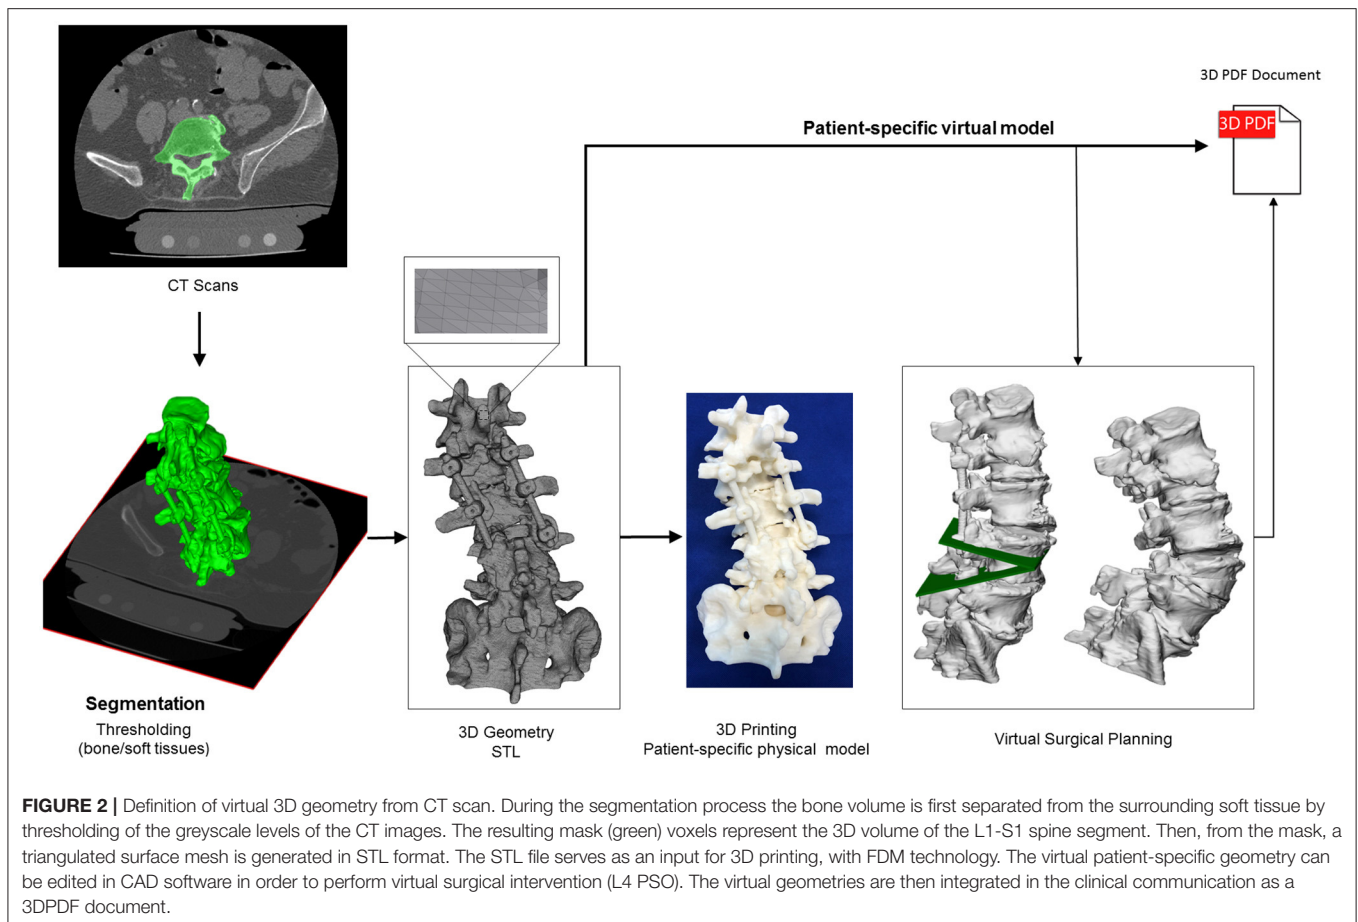 3D PDF Document
3D PDF
Patient-specific virtual model
CT Scans
Segmentation
Thresholding
(bone/soft tissues)
3D Geometry
STL
3D Printing
Patient-specific physical model
Virtual Surgical Planning
FIGURE 2 | Definition of virtual 3D geometry from CT scan. During the segmentation process the bone volume is first separated from the surrounding soft tissue by
thresholding of the greyscale levels of the CT images. The resulting mask (green) voxels represent the 3D volume of the L1-S1 spine segment. Then, from the mask, a
triangulated surface mesh is generated in STL format. The STL file serves as an input for 3D printing, with FDM technology. The virtual patient-specific geometry can
be edited in CAD software in order to perform virtual surgical intervention (L4 PSO). The virtual geometries are then integrated in the clinical communication as a
3DPDF document.